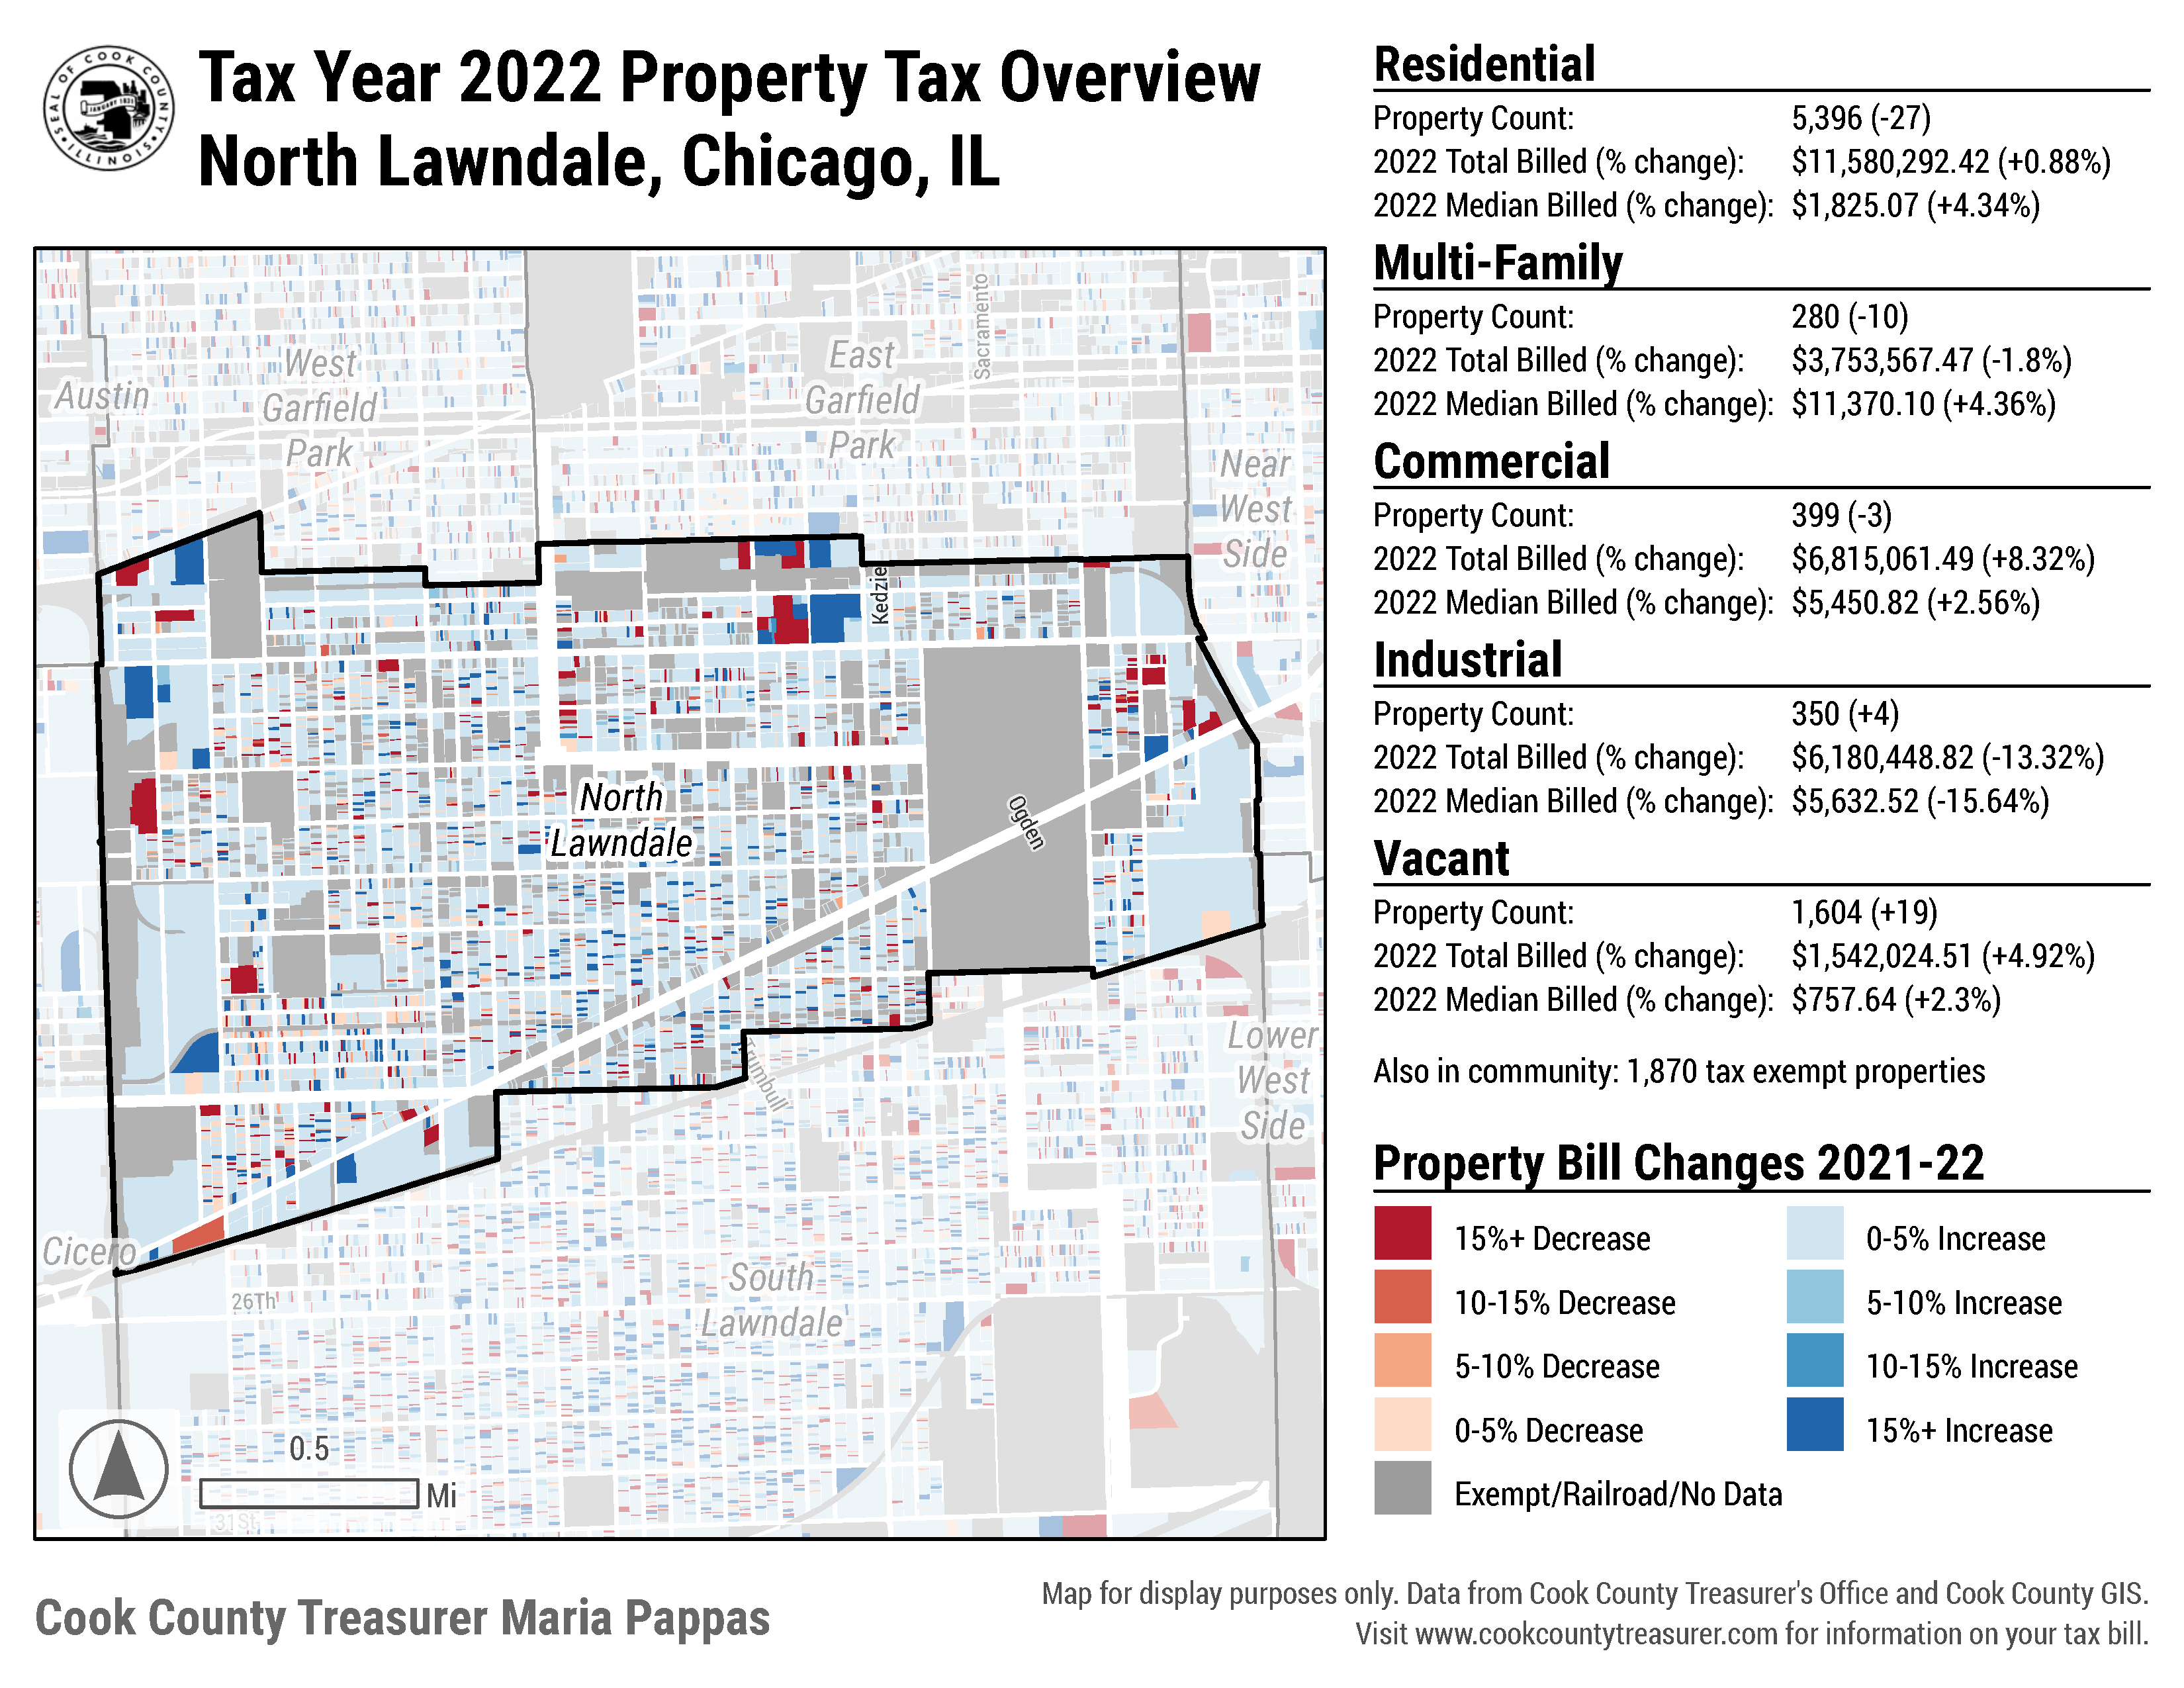 SEAL OF COOK COUNTY
ILLINOIS
JANUARY 1831
Tax Year 2022 Property Tax Overview
North Lawndale, Chicago, IL
Austin
West
Garfield
Park
East
Garfield
Park
Sacramento
Near
West
Side
Kedzie
North
Lawndale
Ogden
Trumbull
Lower
West
Side
Cicero
26Th
South
Lawndale
0.5
Mi
31St
Residential
Property Count: 5,396 (-27)
2022 Total Billed (% change): $11,580,292.42 (+0.88%)
2022 Median Billed (% change): $1,825.07 (+4.34%)
Multi-Family
Property Count: 280 (-10)
2022 Total Billed (% change): $3,753,567.47 (-1.8%)
2022 Median Billed (% change): $11,370.10 (+4.36%)
Commercial
Property Count: 399 (-3)
2022 Total Billed (% change): $6,815,061.49 (+8.32%)
2022 Median Billed (% change): $5,450.82 (+2.56%)
Industrial
Property Count: 350 (+4)
2022 Total Billed (% change): $6,180,448.82 (-13.32%)
2022 Median Billed (% change): $5,632.52 (-15.64%)
Vacant
Property Count: 1,604 (+19)
2022 Total Billed (% change): $1,542,024.51 (+4.92%)
2022 Median Billed (% change): $757.64 (+2.3%)
Also in community: 1,870 tax exempt properties
Property Bill Changes 2021-22
15%+ Decrease
0-5% Increase
10-15% Decrease
5-10% Increase
5-10% Decrease
10-15% Increase
0-5% Decrease
15%+ Increase
Exempt/Railroad/No Data
Cook County Treasurer Maria Pappas
Map for display purposes only. Data from Cook County Treasurer's Office and Cook County GIS.
Visit www.cookcountytreasurer.com for information on your tax bill.